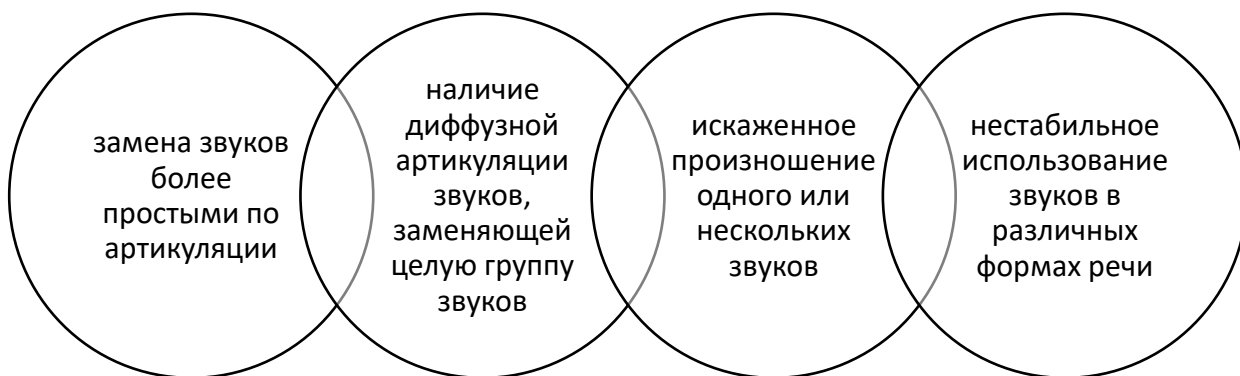 замена звуков
более
простыми по
артикуляции
наличие
диффузной
артикуляции
звуков,
заменяющей
целую группу
звуков
искаженное
произношение
одного или
нескольких
звуков
нестабильное
использование
звуков в
различных
формах речи